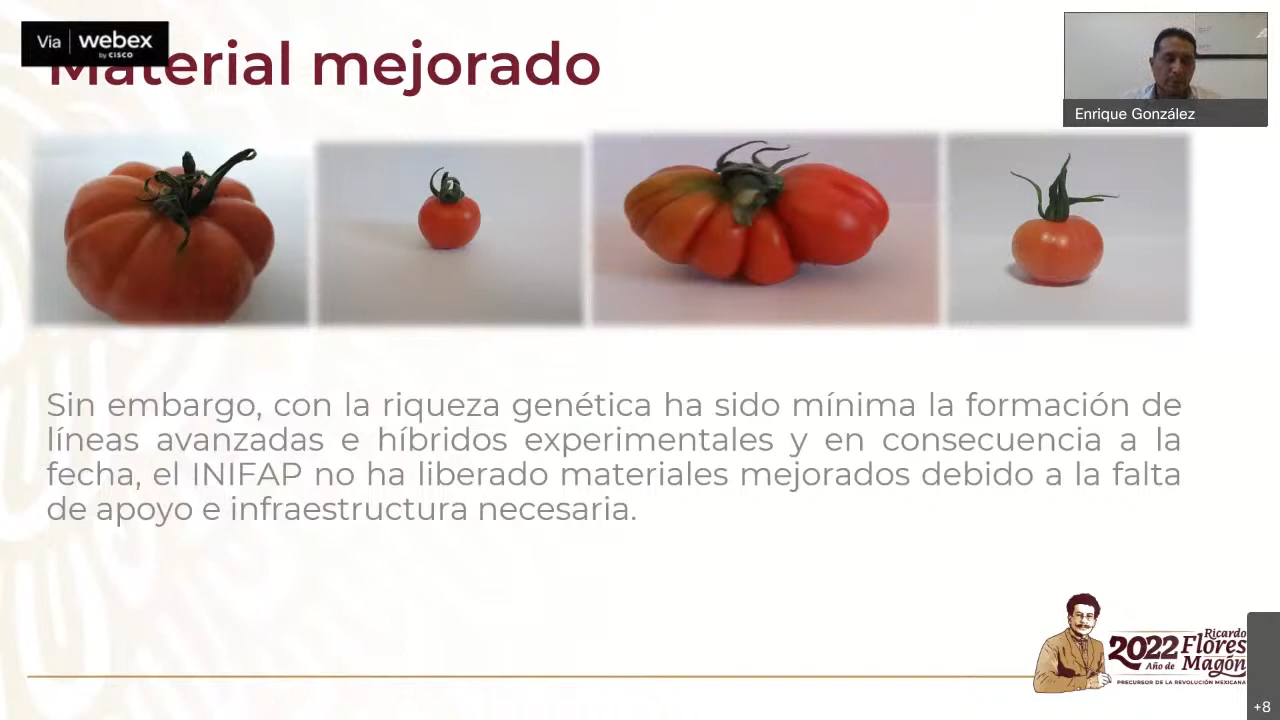 Via webex
by CISCO
Material mejorado
Enrique González
Sin embargo, con la riqueza genética ha sido mínima la formación de
líneas avanzadas e híbridos experimentales y en consecuencia a la
fecha, el INIFAP no ha liberado materiales mejorados debido a la falta
de apoyo e infraestructura necesaria.
2022 Ricardo
Flores
Año de Magón
PRECURSOR DE LA REVOLUCIÓN MEXICANA
+8